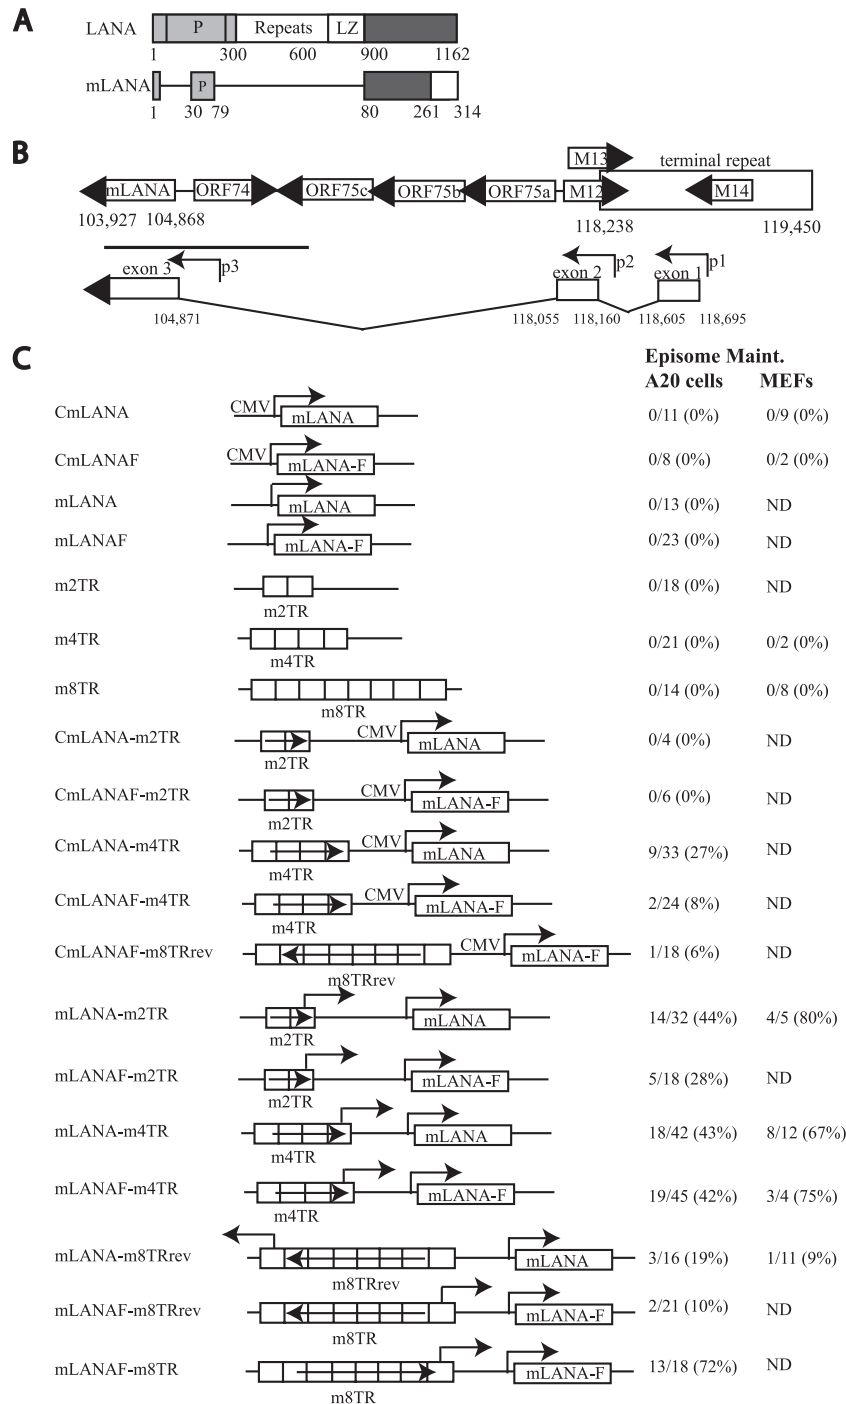 A
LANA P Repeats LZ
1 300 600 900 1162
mLANA P
1 30 79 80 261 314
B
M13 terminal repeat
mLANA ORF74 ORF75c ORF75b ORF75a M12 M14
103,927 104,868 118,238 119,450
exon 3 p3 exon 2 p2 exon 1 p1
104,871 118,055 118,160 118,605 118,695
C
Episome Maint.
A20 cells MEFs
CmLANA CMV mLANA 0/11 (0%) 0/9 (0%)
CmLANAF CMV mLANA-F 0/8 (0%) 0/2 (0%)
mLANA mLANA 0/13 (0%) ND
mLANAF mLANA-F 0/23 (0%) ND
m2TR 0/18 (0%) ND
m2TR
m4TR 0/21 (0%) 0/2 (0%)
m4TR
m8TR 0/14 (0%) 0/8 (0%)
m8TR
CmLANA-m2TR CMV mLANA 0/4 (0%) ND
m2TR
CmLANAF-m2TR CMV mLANA-F 0/6 (0%) ND
m2TR
CmLANA-m4TR CMV mLANA 9/33 (27%) ND
m4TR
CmLANAF-m4TR CMV mLANA-F 2/24 (8%) ND
m4TR
CmLANAF-m8TRrev CMV mLANA-F 1/18 (6%) ND
m8TRrev
mLANA-m2TR mLANA 14/32 (44%) 4/5 (80%)
m2TR
mLANAF-m2TR mLANA-F 5/18 (28%) ND
m2TR
mLANA-m4TR mLANA 18/42 (43%) 8/12 (67%)
m4TR
mLANAF-m4TR mLANA-F 19/45 (42%) 3/4 (75%)
m4TR
mLANA-m8TRrev mLANA 3/16 (19%) 1/11 (9%)
m8TRrev
mLANAF-m8TRrev mLANA-F 2/21 (10%) ND
m8TR
mLANAF-m8TR mLANA-F 13/18 (72%) ND
m8TR